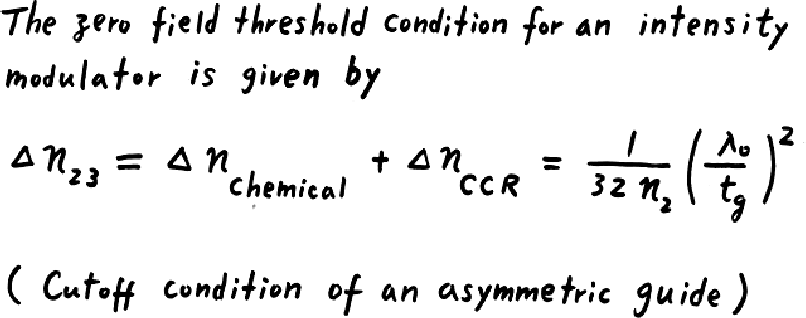 The zero field threshold condition for an intensity
modulator is given by
Δn₂₃ = Δn_chemical + Δn_CCR = 1/(32 n₂) (λ₀/t_g)²
(Cutoff condition of an asymmetric guide)